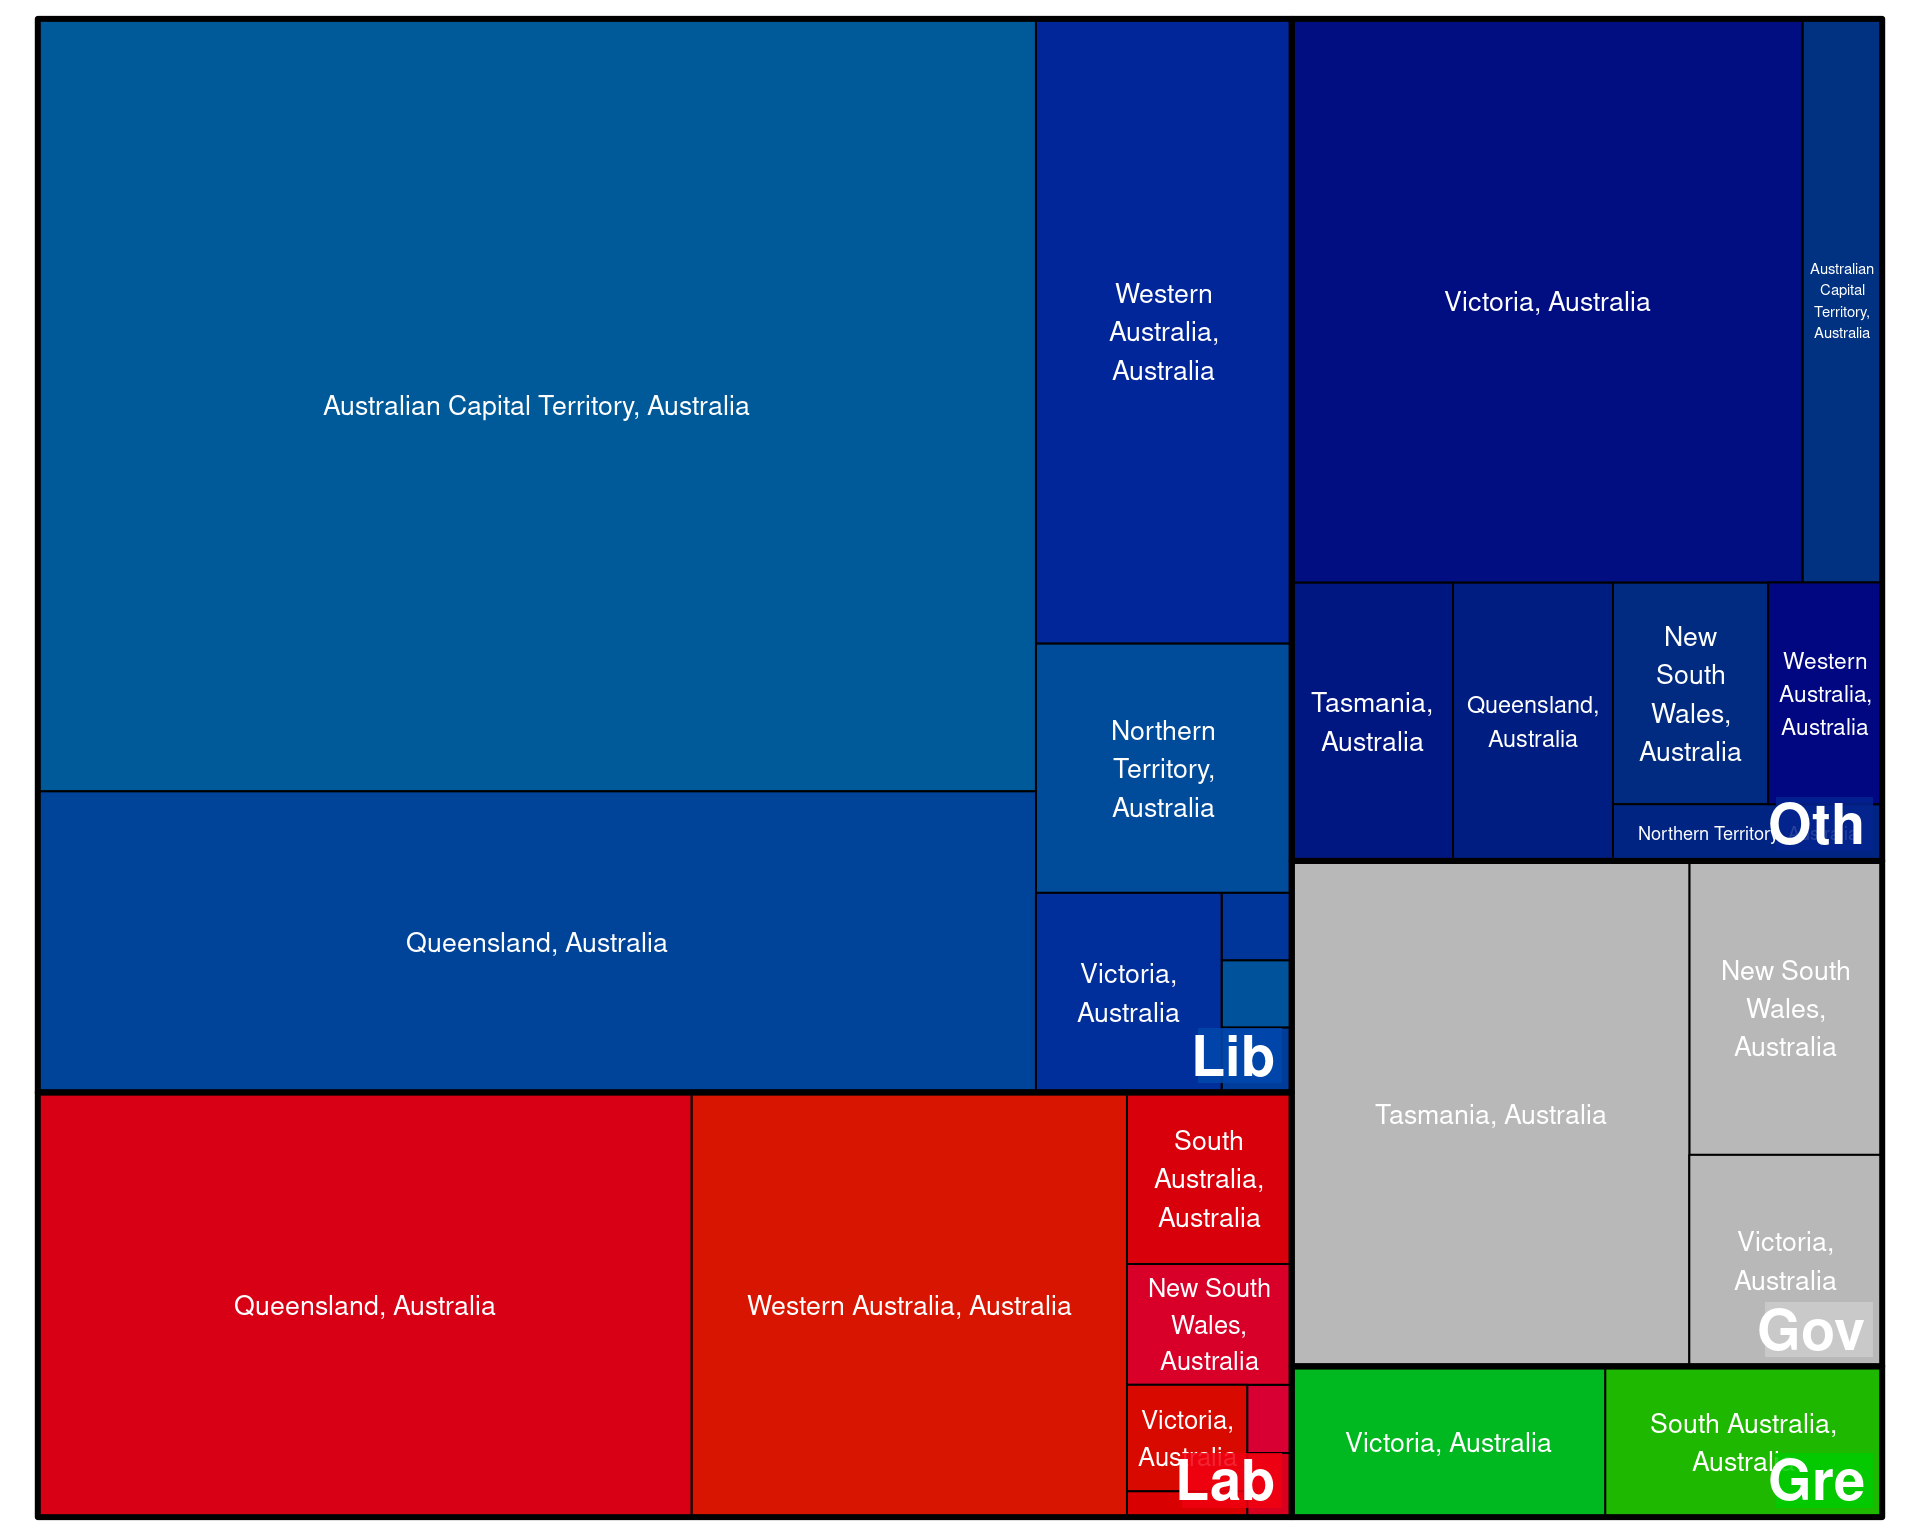 Australian Capital Territory, Australia
Western
Australia,
Australia
Northern
Territory,
Australia
Queensland, Australia
Victoria,
Australia
Lib
Victoria, Australia
Australian
Capital
Territory,
Australia
Tasmania,
Australia
Queensland,
Australia
New
South
Wales,
Australia
Western
Australia,
Australia
Northern Territory
Oth
Tasmania, Australia
New South
Wales,
Australia
Victoria,
Australia
Gov
Queensland, Australia
Western Australia, Australia
South
Australia,
Australia
New South
Wales,
Australia
Victoria,
Australia
Lab
Victoria, Australia
South Australia,
Australia
Gre